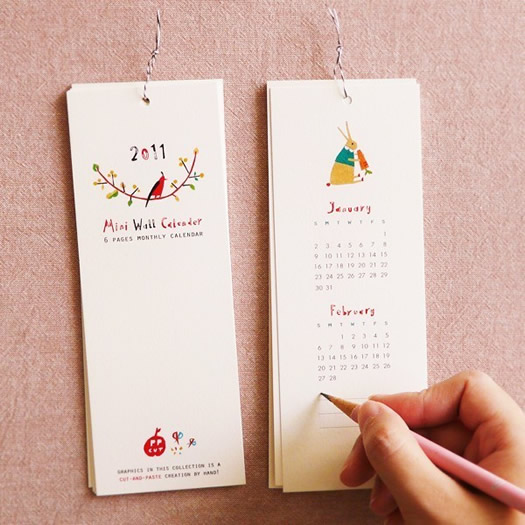 2011
Mini Wall Calendar
6 PAGES MONTHLY CALENDAR
PP
CUT
GRAPHICS IN THIS COLLECTION IS A
CUT-AND-PASTE CREATION BY HAND!
January
S M T W T F S
1
2 3 4 5 6 7 8
9 10 11 12 13 14 15
16 17 18 19 20 21 22
23 24 25 26 27 28 29
30 31
February
S M T W T F S
1 2 3 4 5
6 7 8 9 10 11 12
13 14 15 16 17 18 19
20 21 22 23 24 25 26
27 28